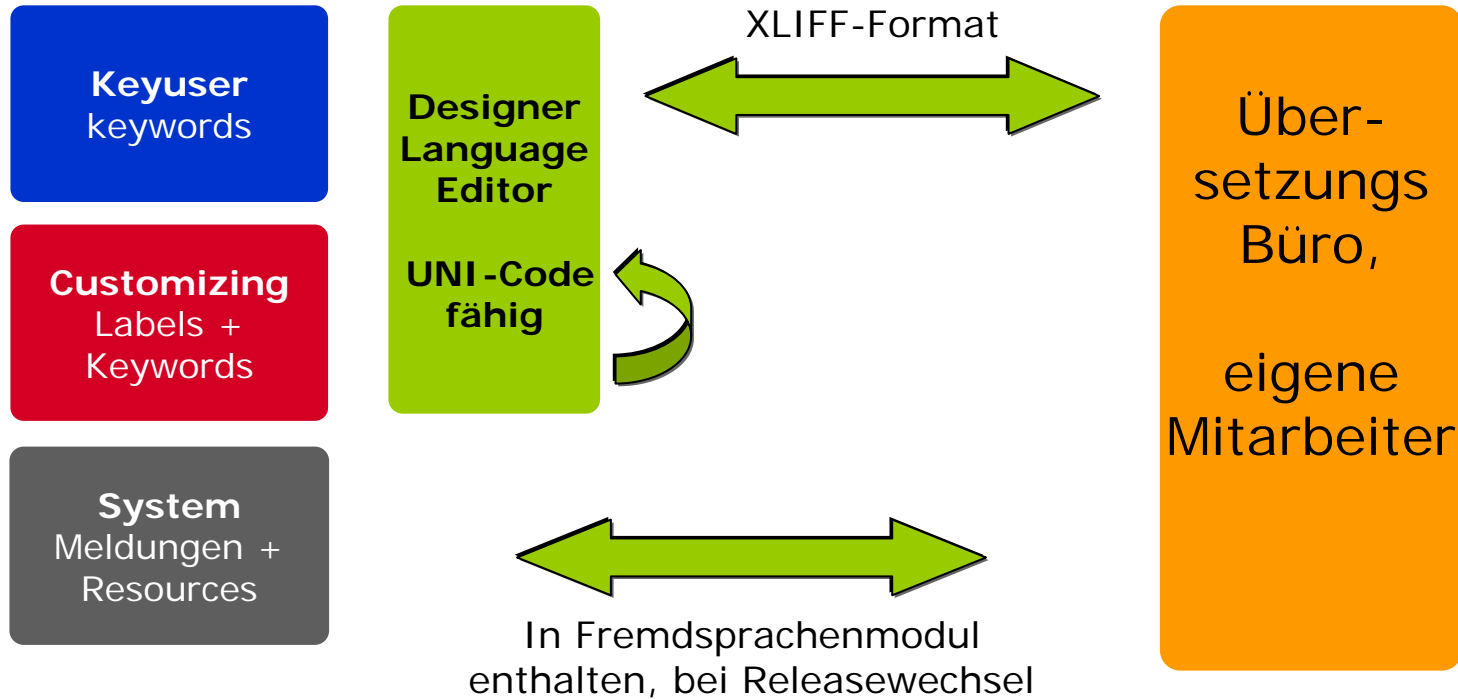 Keyuser
keywords
Customizing
Labels +
Keywords
System
Meldungen +
Resources
Designer
Language
Editor
UNI-Code
fähig
XLIFF-Format
In Fremdsprachenmodul
enthalten, bei Releasewechsel
Über-
setzungs
Büro,
eigene
Mitarbeiter